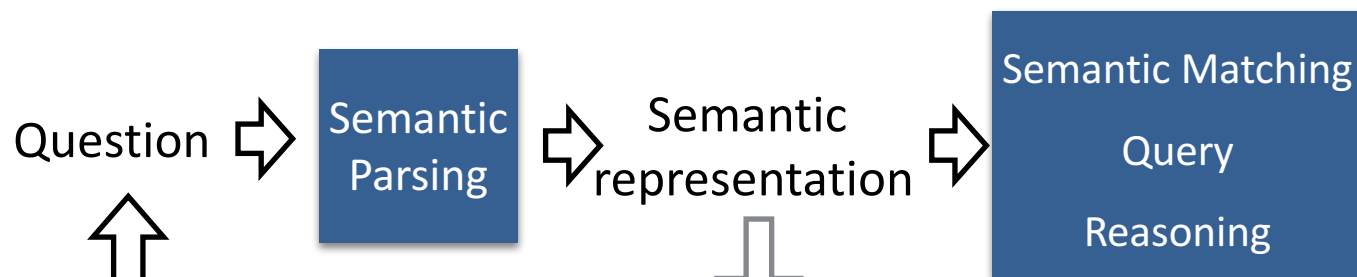 Question
Semantic
Parsing
Semantic
representation
Semantic Matching
Query
Reasoning